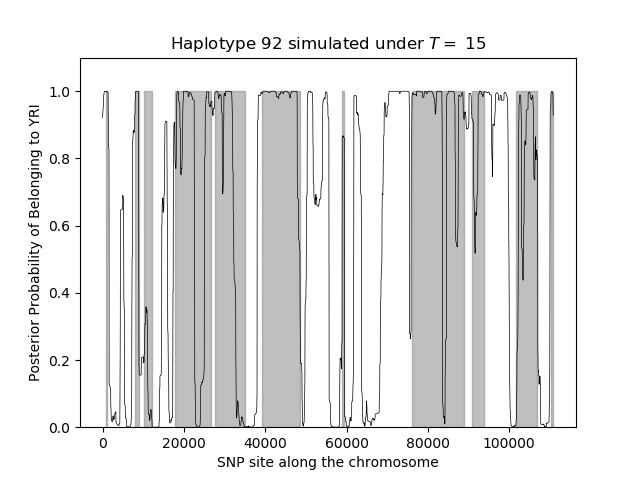 Haplotype 92 simulated under T = 15
Posterior Probability of Belonging to YRI
1.0
0.8
0.6
0.4
0.2
0.0
0 20000 40000 60000 80000 100000
SNP site along the chromosome